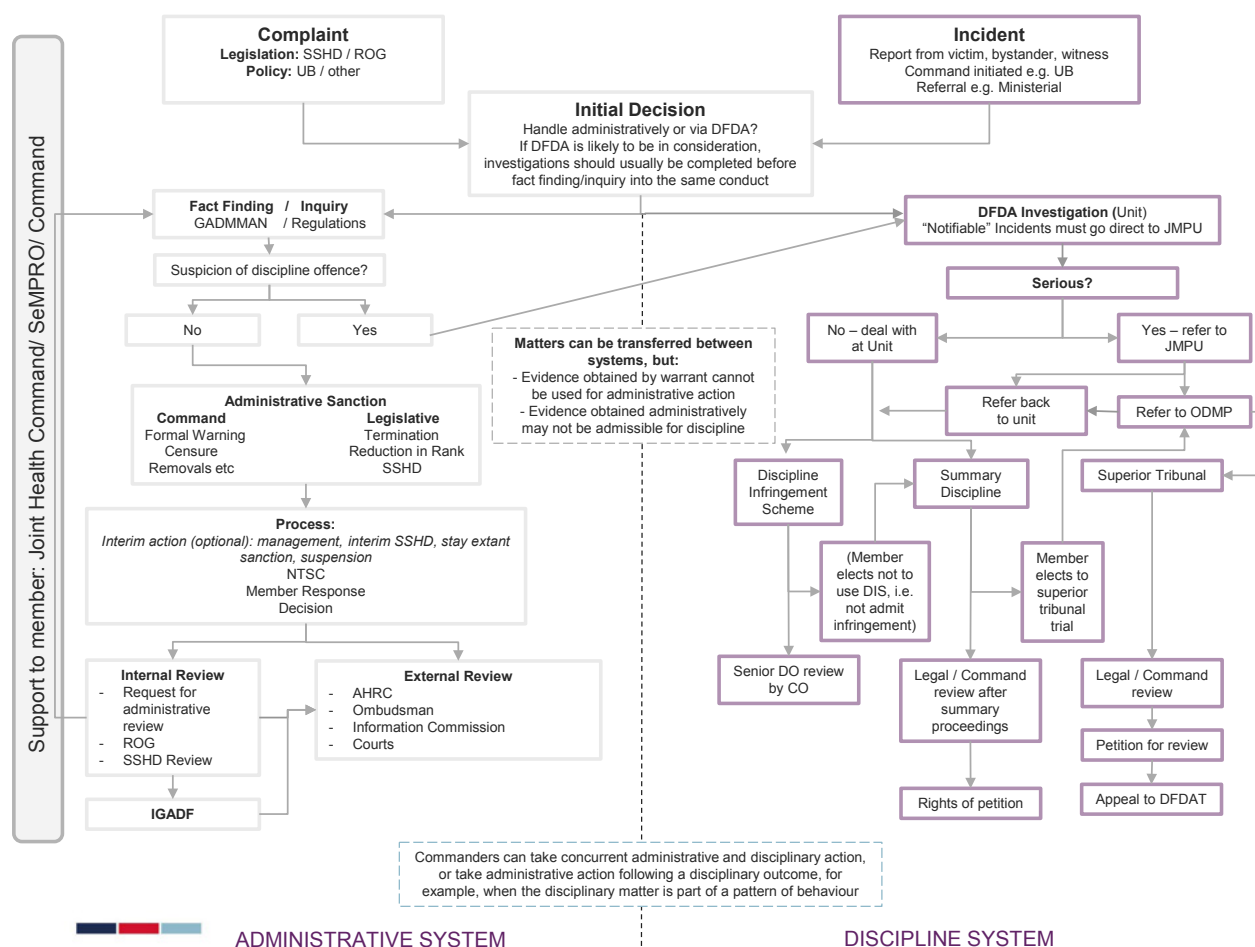 Support to member: Joint Health Command/ SeMPRO/ Command
Complaint
Legislation: SSHD / ROG
Policy: UB / other
Incident
Report from victim, bystander, witness
Command initiated e.g. UB
Referral e.g. Ministerial
Initial Decision
Handle administratively or via DFDA?
If DFDA is likely to be in consideration,
investigations should usually be completed before
fact finding/inquiry into the same conduct
Fact Finding / Inquiry
GADMMAN / Regulations
Suspicion of discipline offence?
No
Yes
Administrative Sanction
Command
Formal Warning
Censure
Removals etc
Legislative
Termination
Reduction in Rank
SSHD
Process:
Interim action (optional): management, interim SSHD, stay extant
sanction, suspension
NTSC
Member Response
Decision
Internal Review
- Request for
administrative
review
- ROG
- SSHD Review
External Review
- AHRC
- Ombudsman
- Information Commission
- Courts
IGADF
Matters can be transferred between
systems, but:
- Evidence obtained by warrant cannot
be used for administrative action
- Evidence obtained administratively
may not be admissible for discipline
DFDA Investigation (Unit)
“Notifiable” Incidents must go direct to JMPU
Serious?
No – deal with
at Unit
Yes – refer to
JMPU
Refer back
to unit
Refer to ODMP
Discipline
Infringement
Scheme
Summary
Discipline
Superior Tribunal
(Member
elects not to
use DIS, i.e.
not admit
infringement)
Member
elects to
superior
tribunal
trial
Senior DO review
by CO
Legal / Command
review after
summary
proceedings
Legal / Command
review
Petition for review
Rights of petition
Appeal to DFDAT
Commanders can take concurrent administrative and disciplinary action,
or take administrative action following a disciplinary outcome, for
example, when the disciplinary matter is part of a pattern of behaviour
ADMINISTRATIVE SYSTEM
DISCIPLINE SYSTEM